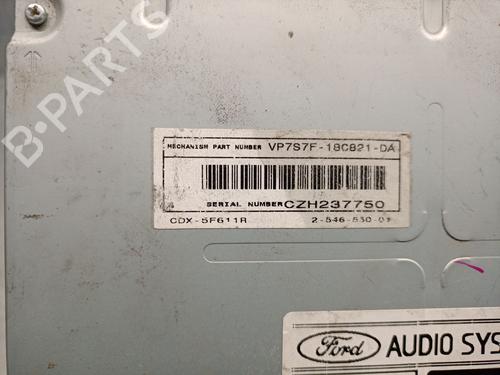 B-PARTS
MECHANISM PART NUMBER VP7S7F-18C821-DA
SERIAL NUMBER CZH237750
CDX-5F611R 2-546-530-01
Ford AUDIO SYS